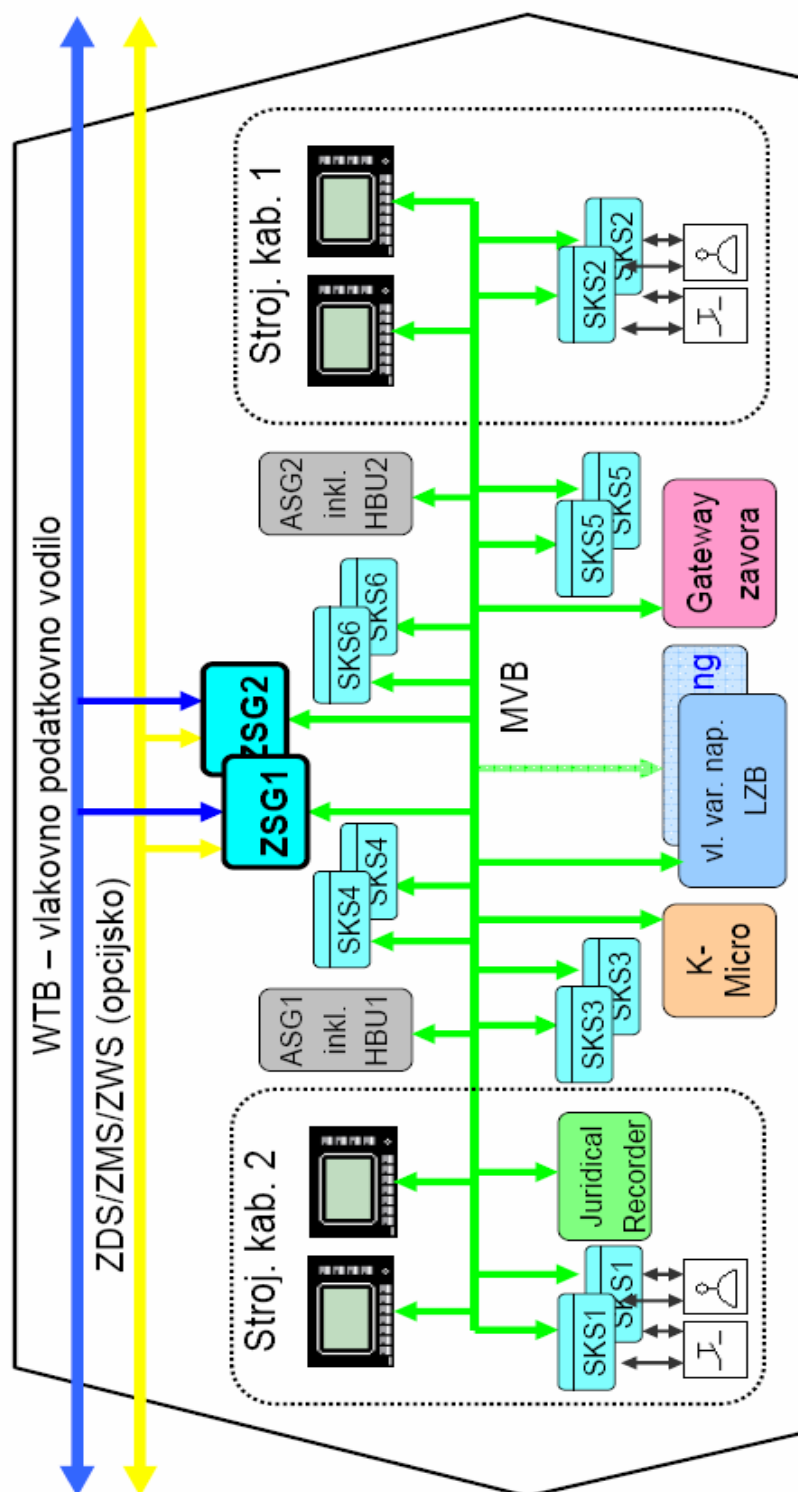 WTB – vlakovno podatkovno vodilo
ZDS/ZMS/ZWS (opcijsko)
Stroj. kab. 2
Stroj. kab. 1
ZSG1
ZSG2
ASG1
inkl.
HBU1
SKS4
SKS4
SKS6
SKS6
ASG2
inkl.
HBU2
MVB
SKS1
SKS1
Juridical
Recorder
SKS3
SKS3
K-
Micro
vl. var. nap.
LZB
ng
Gateway
zavora
SKS5
SKS5
SKS2
SKS2